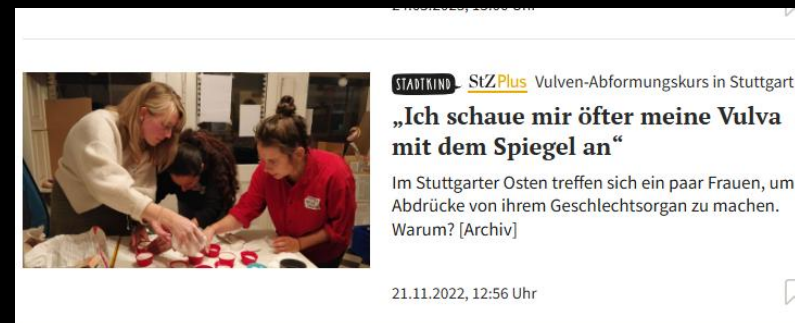 STADTKIND StZPlus Vulven-Abformungskurs in Stuttgart
„Ich schaue mir öfter meine Vulva
mit dem Spiegel an“
Im Stuttgarter Osten treffen sich ein paar Frauen, um
Abdrücke von ihrem Geschlechtsorgan zu machen.
Warum? [Archiv]
21.11.2022, 12:56 Uhr